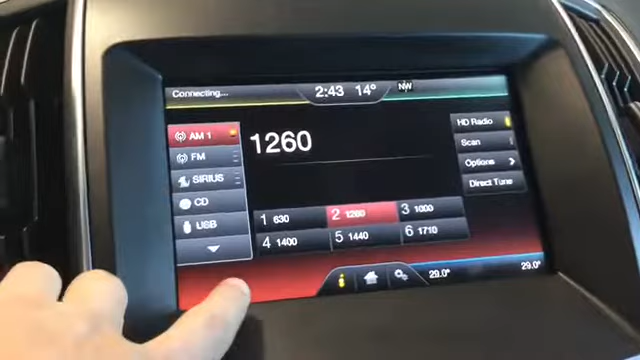 Connecting...
2:43 14° NW
AM 1
FM
SIRIUS
CD
USB
1260
HD Radio
Scan
Options
Direct Tune
1 630
2 1260
3 1000
4 1400
5 1440
6 1710
29.0°
29.0°